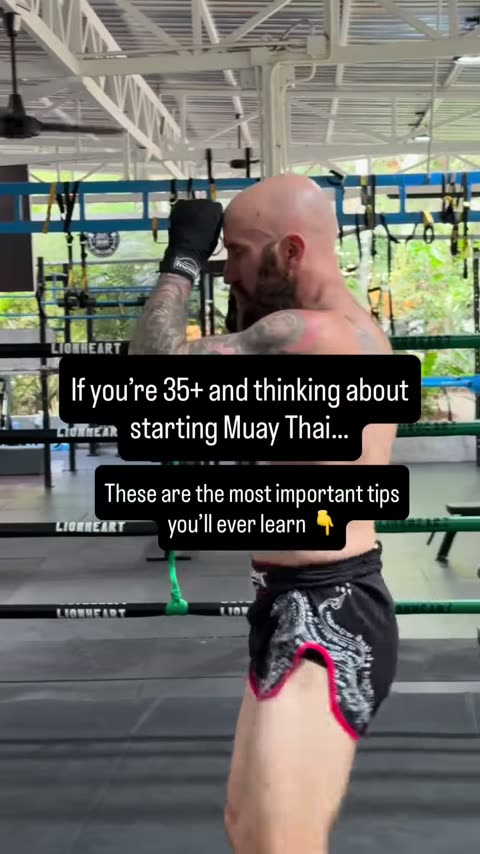 LIONHEART
If you're 35+ and thinking about
starting Muay Thai...
LIONHEART
These are the most important tips
you'll ever learn 👇
LIONHEART
LIONHEART